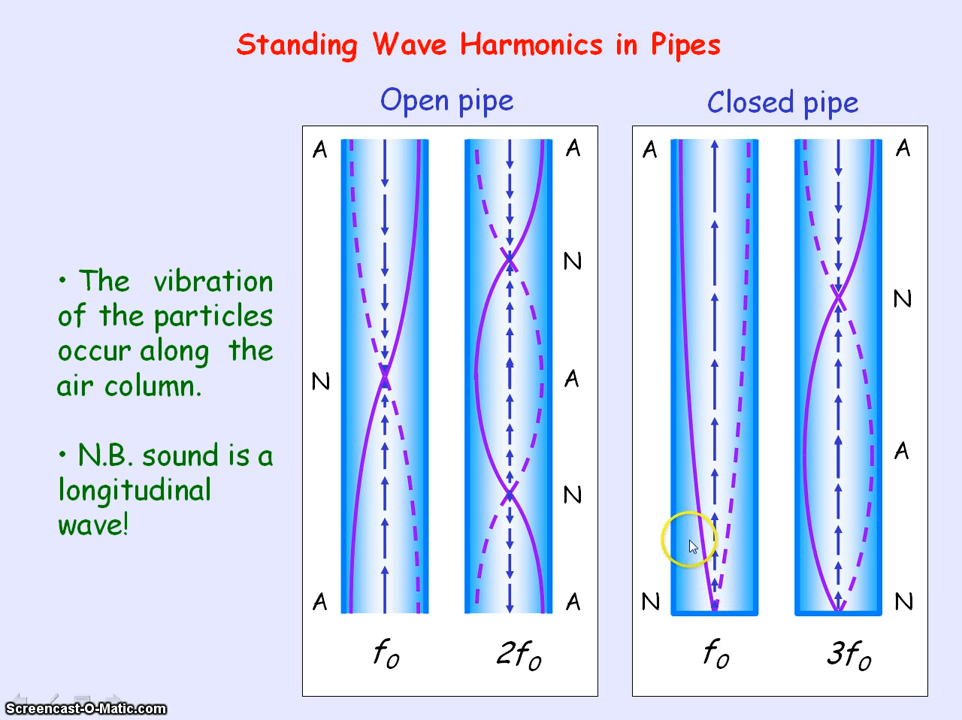 Standing Wave Harmonics in Pipes
Open pipe
Closed pipe
• The vibration
of the particles
occur along the
air column.
• N.B. sound is a
longitudinal
wave!
A
N
A
A
N
A
N
A
A
N
A
N
A
N
f₀
2f₀
f₀
3f₀
Screencast-O-Matic.com